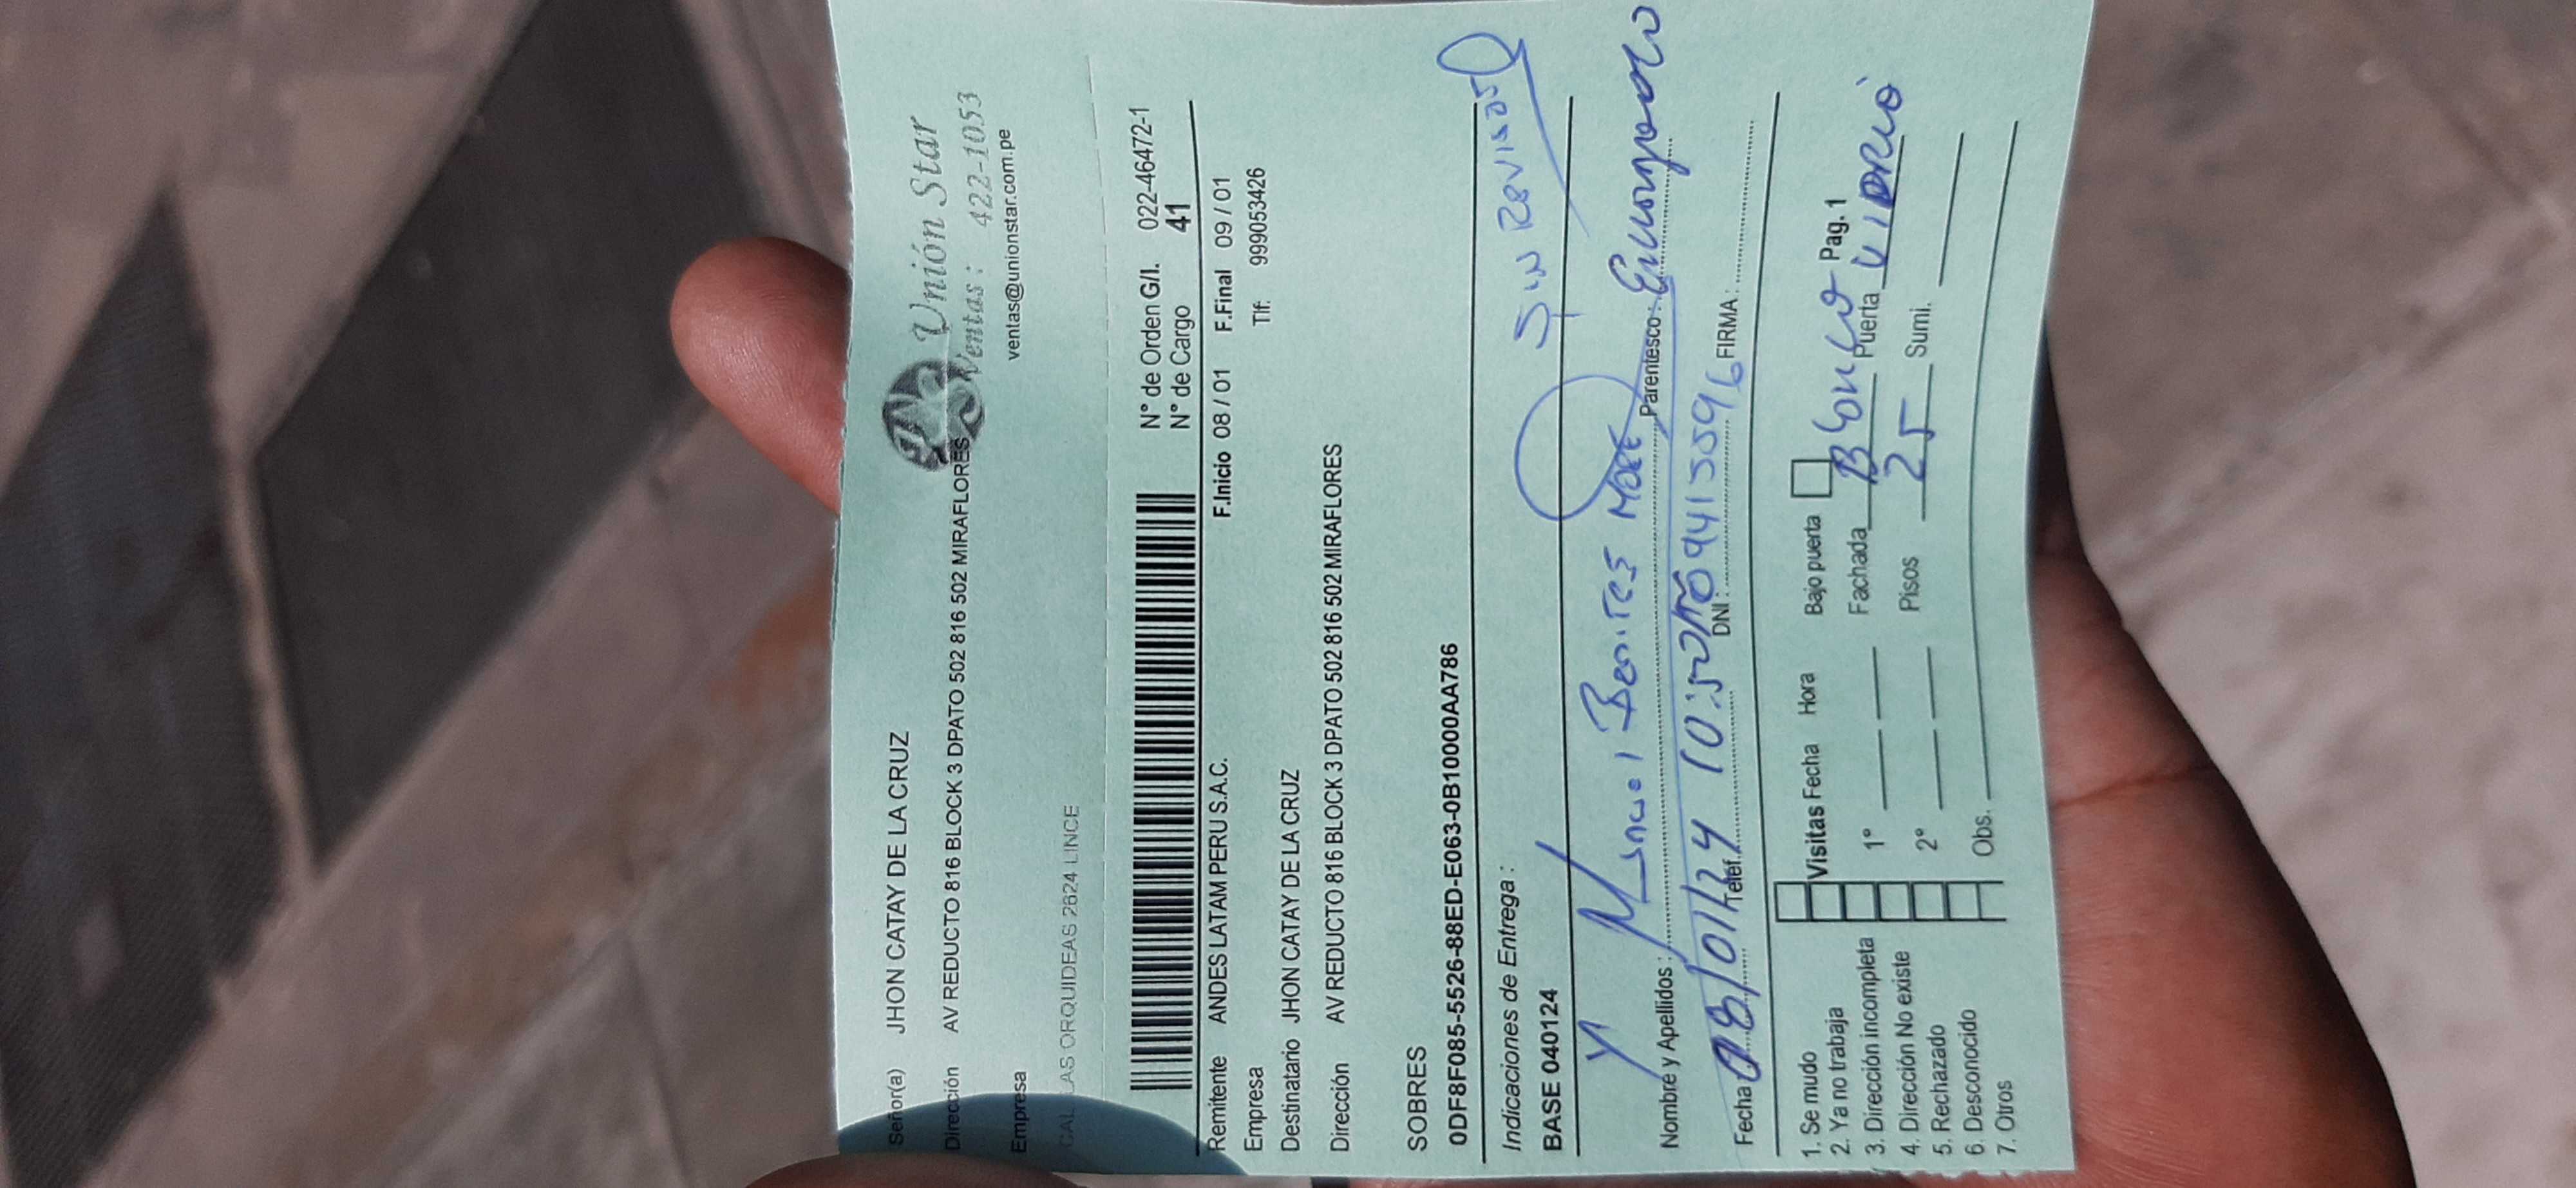 Señor(a) JHON CATAY DE LA CRUZ
Unión Star
Dirección AV REDUCTO 816 BLOCK 3 DPATO 502 816 502 MIRAFLORES
Ventas : 422-1053
Empresa
ventas@unionstar.com.pe
LAS ORQUIDEAS 2624 LINCE
N° de Orden G/I. 022-46472-1
N° de Cargo 41
Remitente ANDES LATAM PERU S.A.C. F.Inicio 08 / 01 F.Final 09 / 01
Empresa Tlf. 999053426
Destinatario JHON CATAY DE LA CRUZ
Dirección AV REDUCTO 816 BLOCK 3 DPATO 502 816 502 MIRAFLORES
SOBRES
0DF8F085-5526-88ED-E063-0B10000AA786
Indicaciones de Entrega :
SIN REVISAR
BASE 040124
Nombre y Apellidos : Manuel Benites More Parentesco : Encargado
Fecha 08/01/24 Telef. DNI : 09415596 FIRMA :
1. Se mudo
2. Ya no trabaja
3. Dirección incompleta
4. Dirección No existe
5. Rechazado
6. Desconocido
7. Otros
Visitas Fecha Hora Bajo puerta Pag. 1
1° Fachada Blanco Puerta VIDRIO
2° Pisos 25 Sumi.
Obs.